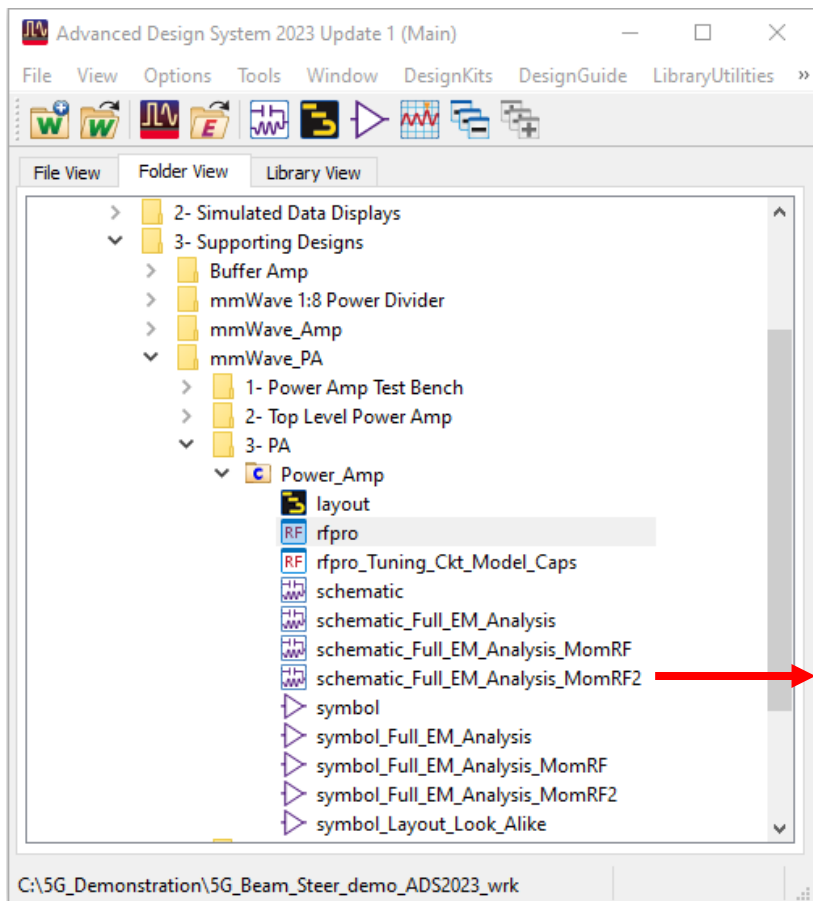 Advanced Design System 2023 Update 1 (Main)
File View Options Tools Window DesignKits DesignGuide LibraryUtilities »
W W E
File View Folder View Library View
2- Simulated Data Displays
3- Supporting Designs
Buffer Amp
mmWave 1:8 Power Divider
mmWave_Amp
mmWave_PA
1- Power Amp Test Bench
2- Top Level Power Amp
3- PA
C Power_Amp
layout
RF rfpro
RF rfpro_Tuning_Ckt_Model_Caps
schematic
schematic_Full_EM_Analysis
schematic_Full_EM_Analysis_MomRF
schematic_Full_EM_Analysis_MomRF2
symbol
symbol_Full_EM_Analysis
symbol_Full_EM_Analysis_MomRF
symbol_Full_EM_Analysis_MomRF2
symbol_Layout_Look_Alike
C:\5G_Demonstration\5G_Beam_Steer_demo_ADS2023_wrk